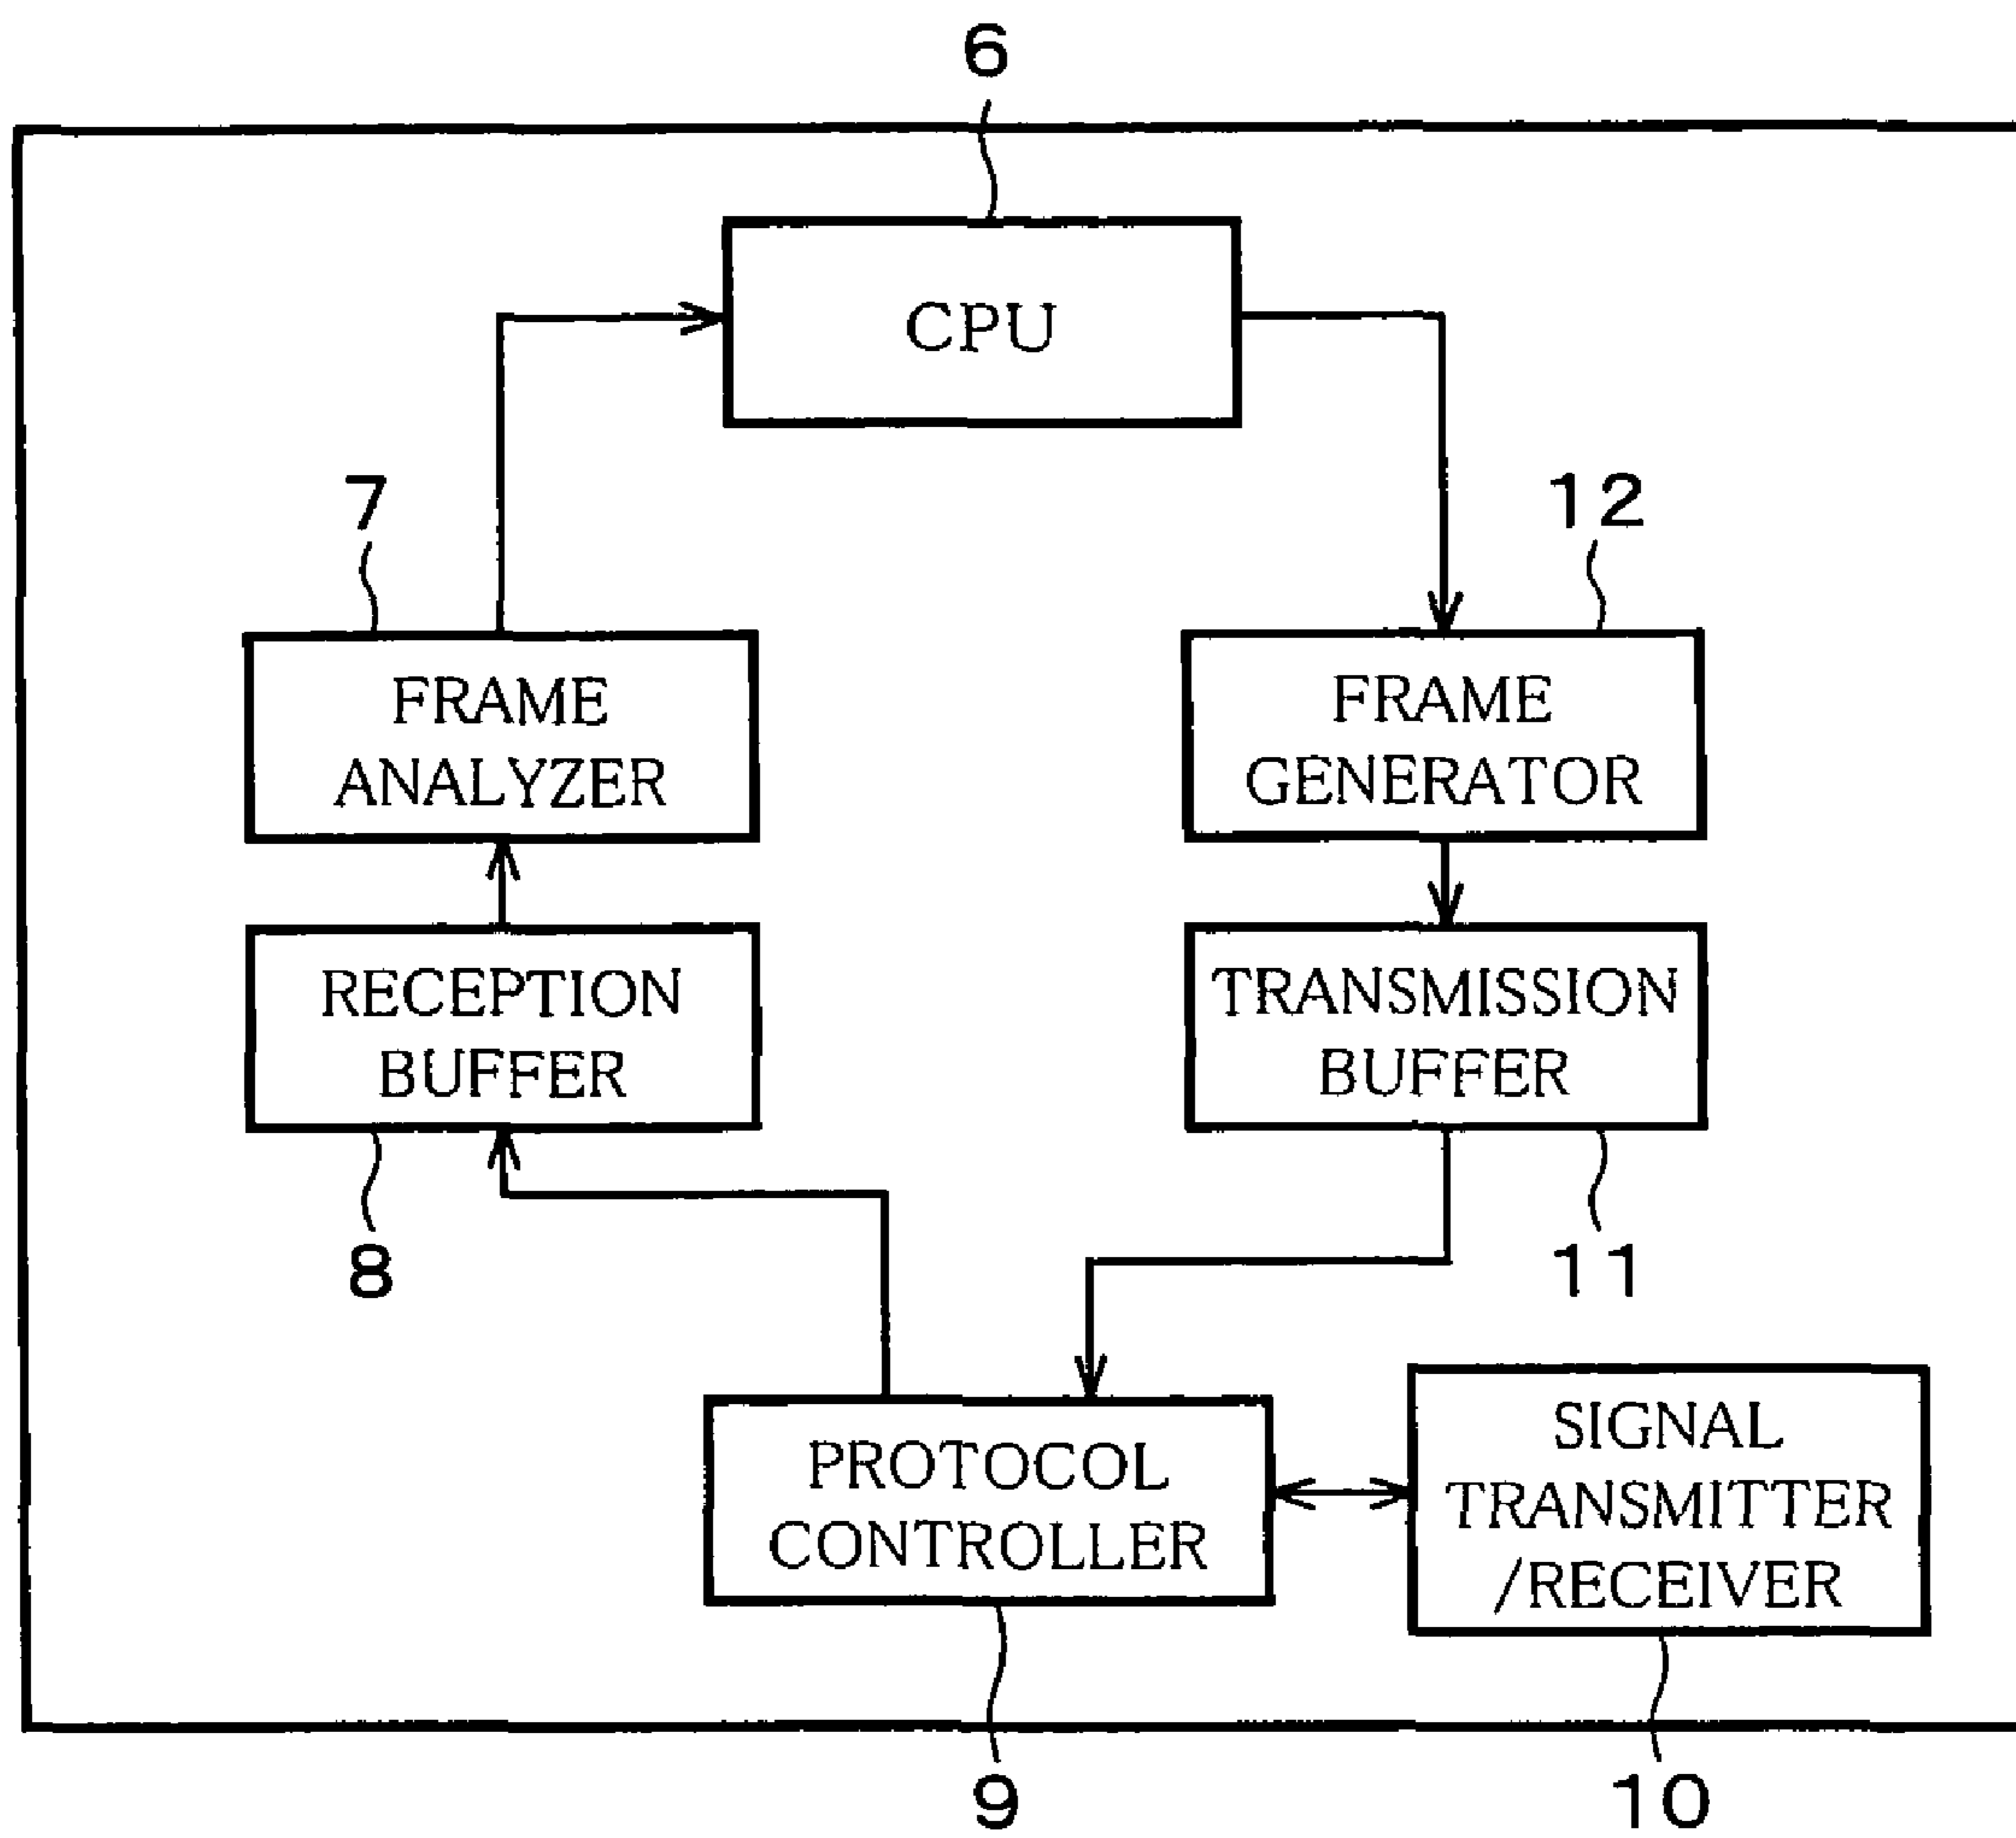 6
CPU
7
12
FRAME
ANALYZER
FRAME
GENERATOR
RECEPTION
BUFFER
TRANSMISSION
BUFFER
8
11
PROTOCOL
CONTROLLER
SIGNAL
TRANSMITTER
/RECEIVER
9
10